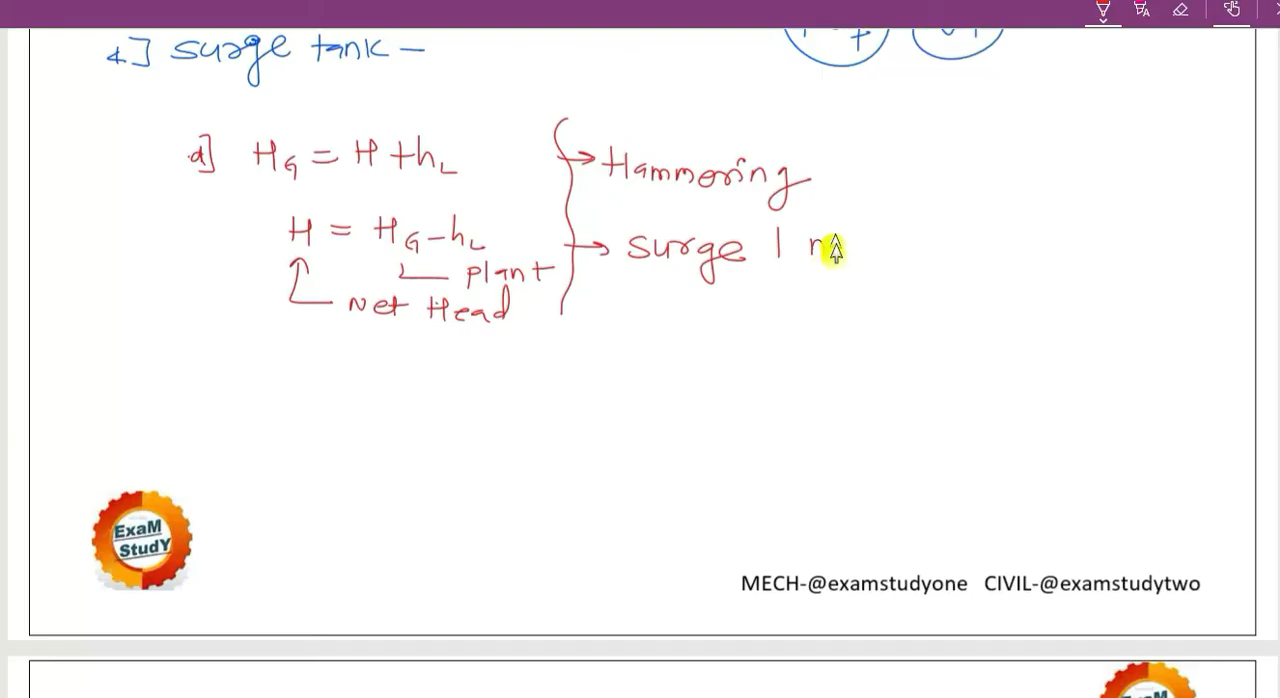 4] surge tank -
a] HG = H + hL
→ Hammering
H = HG - hL
→ surge |
Plant
Net Head
ExaM
StudY
MECH-@examstudyone CIVIL-@examstudytwo